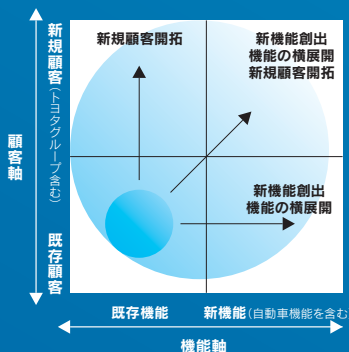 新規顧客開拓
新機能創出
機能の横展開
新規顧客開拓
新機能創出
機能の横展開
顧客軸
新規顧客(トヨタグループ含む)
既存顧客
既存機能
新機能(自動車機能を含む
機能軸